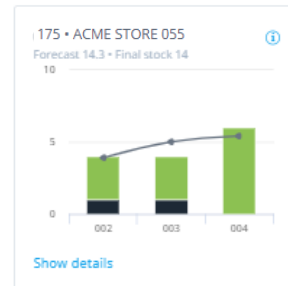 175 • ACME STORE 055
Forecast 14.3 • Final stock 14
10
5
0
002 003 004
Show details